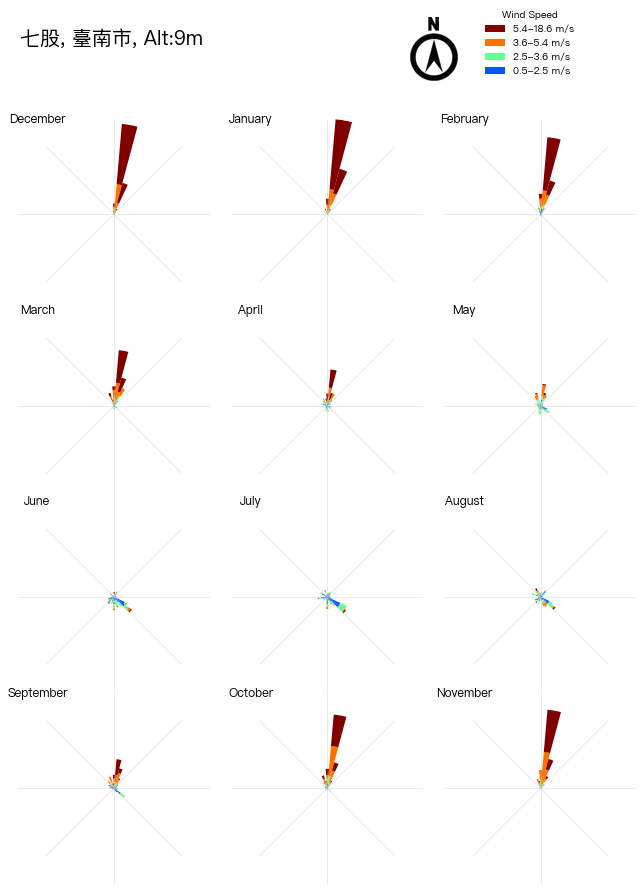 七股, 臺南市, Alt:9m
N
Wind Speed
5.4–18.6 m/s
3.6–5.4 m/s
2.5–3.6 m/s
0.5–2.5 m/s
December
January
February
March
April
May
June
July
August
September
October
November